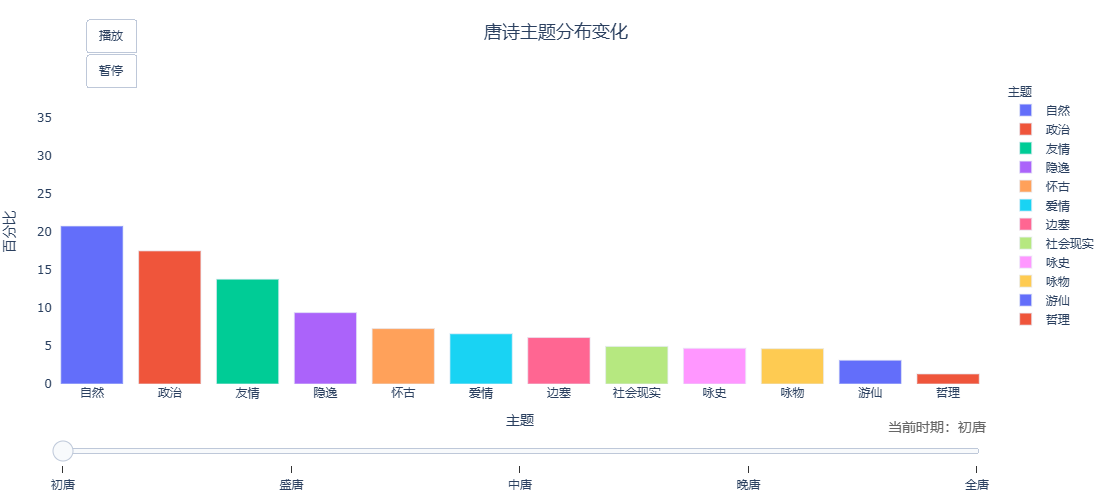 唐诗主题分布变化
播放
暂停
主题
自然
政治
友情
隐逸
怀古
爱情
边塞
社会现实
咏史
咏物
游仙
哲理
百分比
35
30
25
20
15
10
5
0
自然 政治 友情 隐逸 怀古 爱情 边塞 社会现实 咏史 咏物 游仙 哲理
主题
当前时期：初唐
初唐 盛唐 中唐 晚唐 全唐